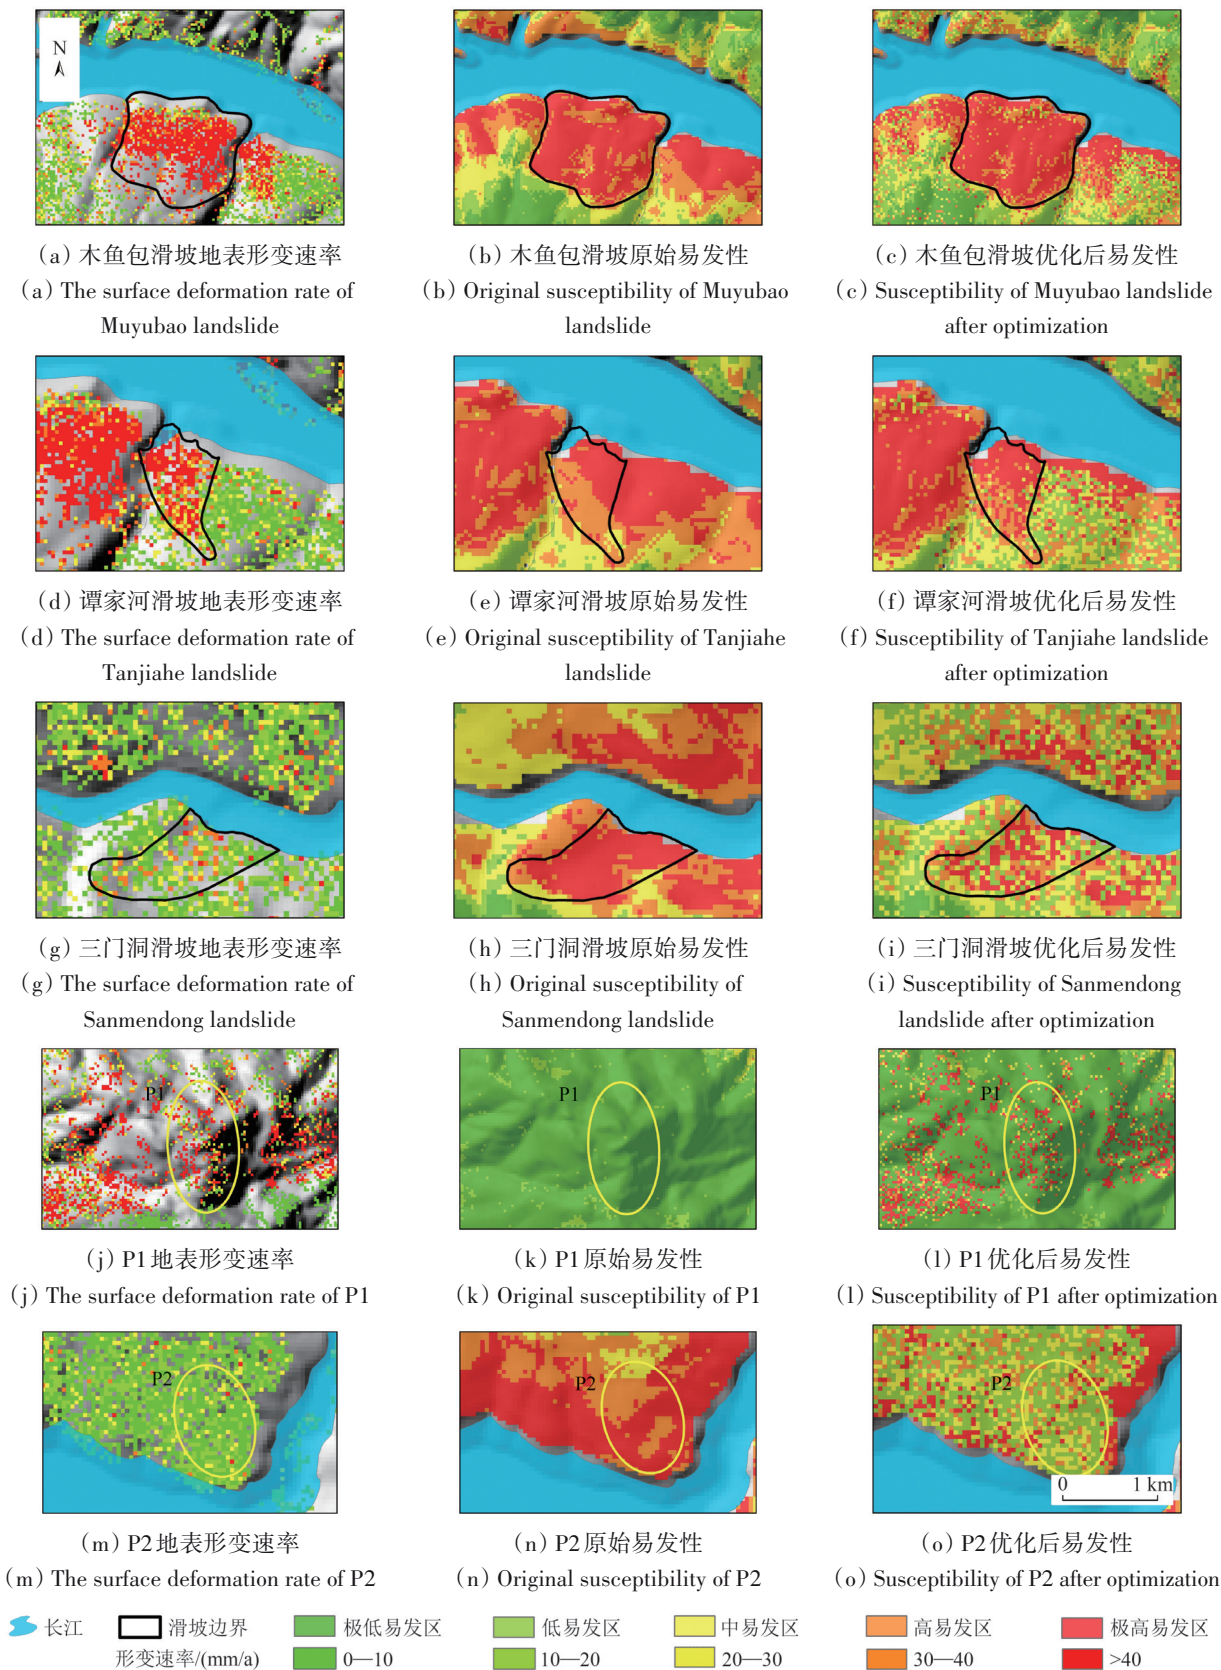 N
(a) 木鱼包滑坡地表形变速率
(a) The surface deformation rate of
Muyubao landslide
(b) 木鱼包滑坡原始易发性
(b) Original susceptibility of Muyubao
landslide
(c) 木鱼包滑坡优化后易发性
(c) Susceptibility of Muyubao landslide
after optimization
(d) 谭家河滑坡地表形变速率
(d) The surface deformation rate of
Tanjiahe landslide
(e) 谭家河滑坡原始易发性
(e) Original susceptibility of Tanjiahe
landslide
(f) 谭家河滑坡优化后易发性
(f) Susceptibility of Tanjiahe landslide
after optimization
(g) 三门洞滑坡地表形变速率
(g) The surface deformation rate of
Sanmendong landslide
(h) 三门洞滑坡原始易发性
(h) Original susceptibility of
Sanmendong landslide
(i) 三门洞滑坡优化后易发性
(i) Susceptibility of Sanmendong
landslide after optimization
P1
P1
P1
(j) P1地表形变速率
(j) The surface deformation rate of P1
(k) P1原始易发性
(k) Original susceptibility of P1
(l) P1优化后易发性
(l) Susceptibility of P1 after optimization
P2
P2
P2
0 1 km
(m) P2地表形变速率
(m) The surface deformation rate of P2
(n) P2原始易发性
(n) Original susceptibility of P2
(o) P2优化后易发性
(o) Susceptibility of P2 after optimization
长江 滑坡边界 极低易发区 低易发区 中易发区 高易发区 极高易发区
形变速率/(mm/a) 0—10 10—20 20—30 30—40 >40